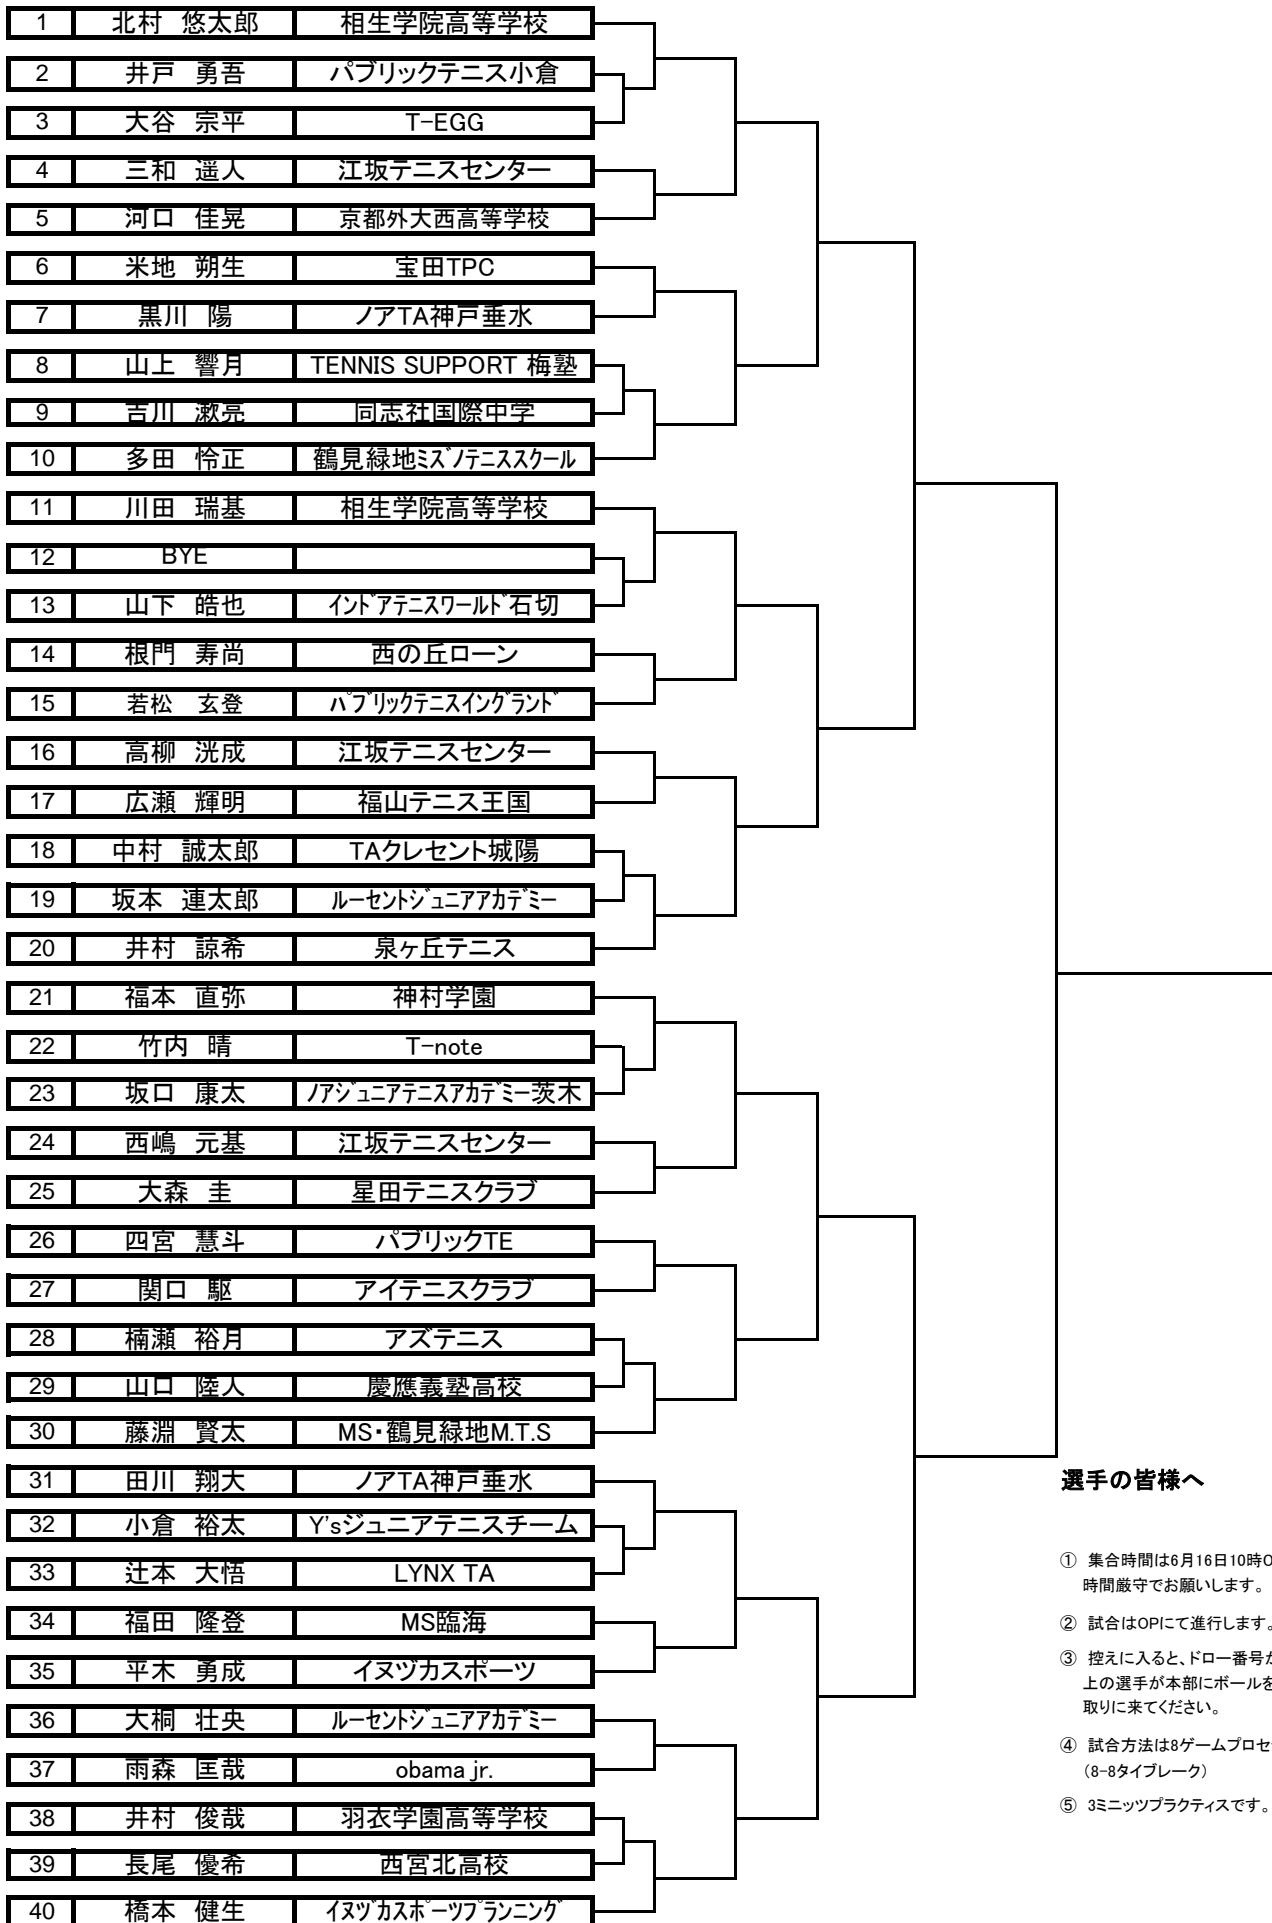 1 北村 悠太郎 相生学院高等学校
2 井戸 勇吾 パブリックテニス小倉
3 大谷 宗平 T-EGG
4 三和 遥人 江坂テニスセンター
5 河口 佳晃 京都外大西高等学校
6 米地 朔生 宝田TPC
7 黒川 陽 ノアTA神戸垂水
8 山上 響月 TENNIS SUPPORT 梅塾
9 吉川 漱亮 同志社国際中学
10 多田 怜正 鶴見緑地ミズノテニススクール
11 川田 瑞基 相生学院高等学校
12 BYE
13 山下 皓也 インドアテニスワールド石切
14 根門 寿尚 西の丘ローン
15 若松 玄登 パブリックテニスイングランド
16 高柳 洸成 江坂テニスセンター
17 広瀬 輝明 福山テニス王国
18 中村 誠太郎 TAクレセント城陽
19 坂本 連太郎 ルーセントジュニアアカデミー
20 井村 諒希 泉ヶ丘テニス
21 福本 直弥 神村学園
22 竹内 晴 T-note
23 坂口 康太 ノアジュニアテニスアカデミー茨木
24 西嶋 元基 江坂テニスセンター
25 大森 圭 星田テニスクラブ
26 四宮 慧斗 パブリックTE
27 関口 駆 アイテニスクラブ
28 楠瀬 裕月 アズテニス
29 山口 陸人 慶應義塾高校
30 藤淵 賢太 MS・鶴見緑地M.T.S
31 田川 翔大 ノアTA神戸垂水
32 小倉 裕太 Y'sジュニアテニスチーム
33 辻本 大悟 LYNX TA
34 福田 隆登 MS臨海
35 平木 勇成 イヌヅカスポーツ
36 大桐 壮央 ルーセントジュニアアカデミー
37 雨森 匡哉 obama jr.
38 井村 俊哉 羽衣学園高等学校
39 長尾 優希 西宮北高校
40 橋本 健生 イヌヅカスポーツプランニング
選手の皆様へ
① 集合時間は6月16日10時O
時間厳守でお願いします。
② 試合はOPにて進行します。
③ 控えに入ると、ドロー番号が
上の選手が本部にボールを
取りに来てください。
④ 試合方法は8ゲームプロセ
（8-8タイブレーク）
⑤ 3ミニッツプラクティスです。